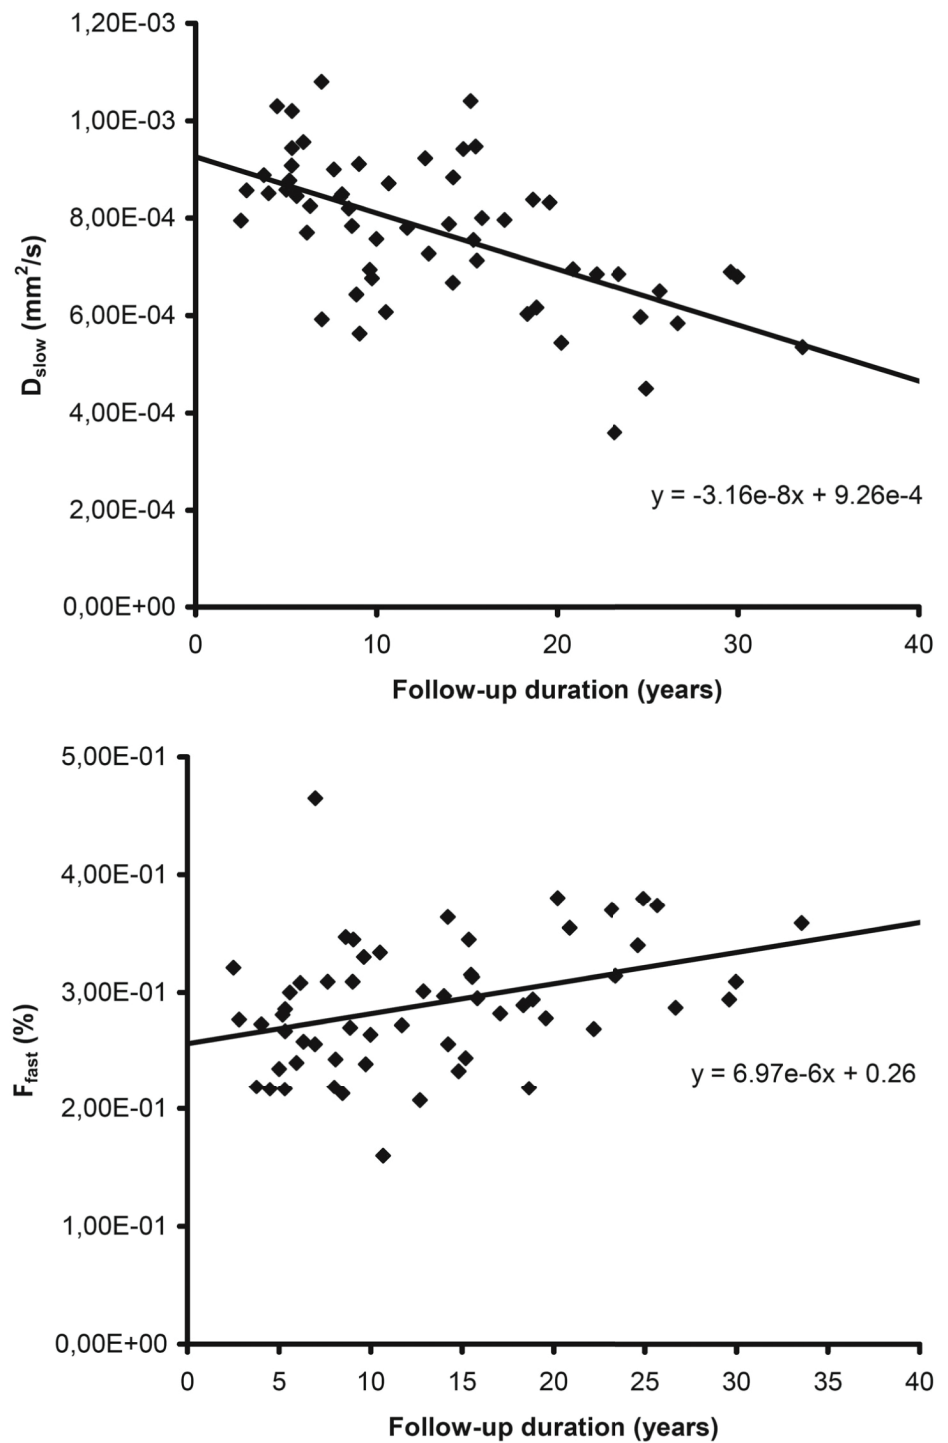 1,20E-03
1,00E-03
8,00E-04
6,00E-04
4,00E-04
2,00E-04
0,00E+00
Dslow (mm²/s)
y = -3.16e-8x + 9.26e-4
0 10 20 30 40
Follow-up duration (years)
5,00E-01
4,00E-01
3,00E-01
2,00E-01
1,00E-01
0,00E+00
Ffast (%)
y = 6.97e-6x + 0.26
0 5 10 15 20 25 30 35 40
Follow-up duration (years)